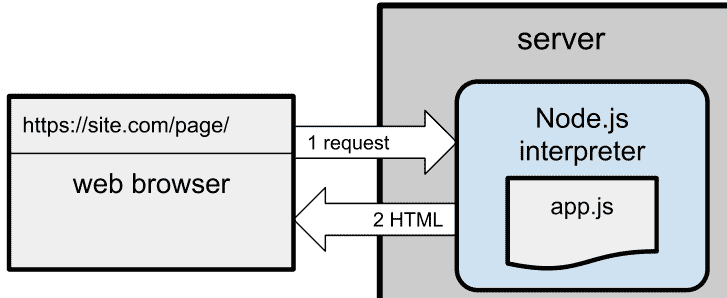 server
https://site.com/page/
web browser
1 request
2 HTML
Node.js
interpreter
app.js